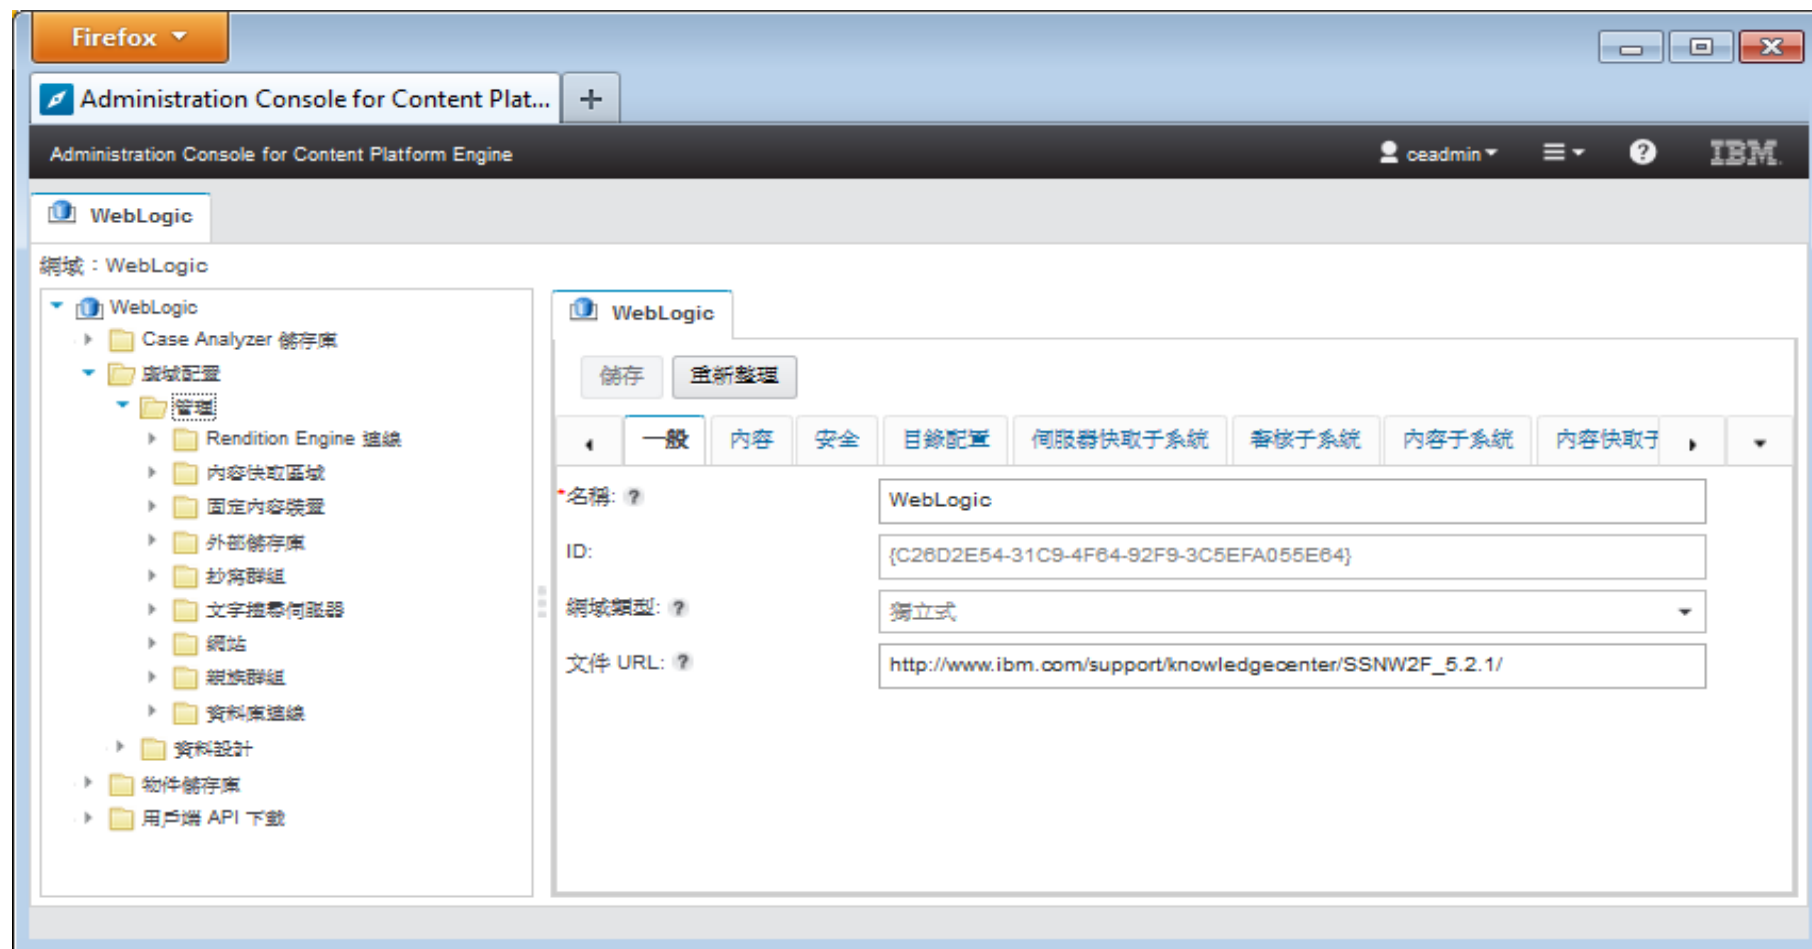 Firefox
Administration Console for Content Plat...
Administration Console for Content Platform Engine
ceadmin
IBM.
WebLogic
網域：WebLogic
WebLogic
Case Analyzer 儲存庫
廣域配置
管理
Rendition Engine 連線
內容快取區域
固定內容裝置
外部儲存庫
抄寫群組
文字搜尋伺服器
網站
親族群組
資料庫連線
資料設計
物件儲存庫
用戶端 API 下載
WebLogic
儲存 重新整理
一般 內容 安全 目錄配置 伺服器快取子系統 審核子系統 內容子系統 內容快取子
*名稱: ? WebLogic
ID: {C26D2E54-31C9-4F64-92F9-3C5EFA055E64}
網域類型: ? 獨立式
文件 URL: ? http://www.ibm.com/support/knowledgecenter/SSNW2F_5.2.1/